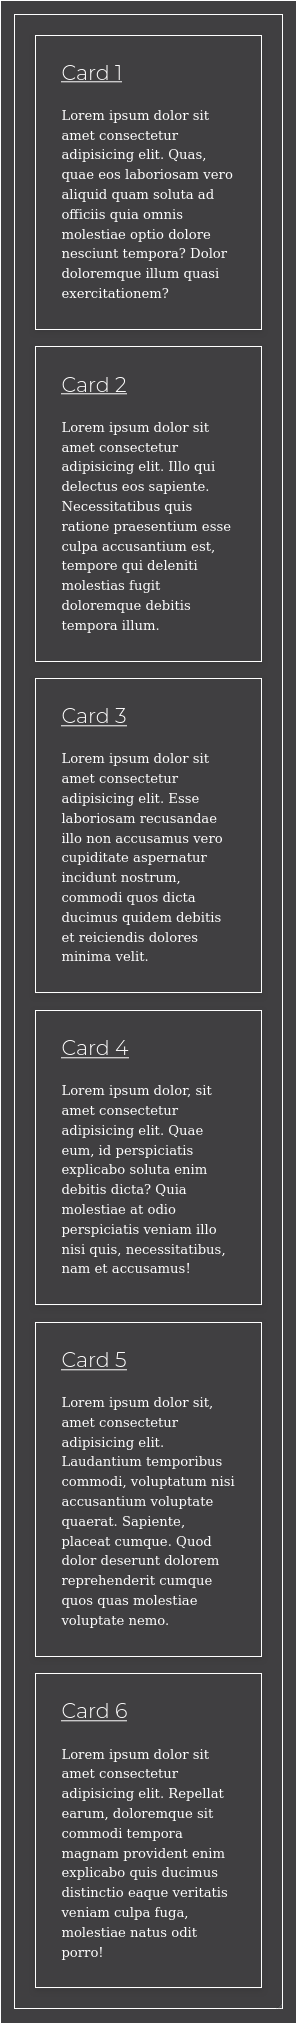 Card 1
Lorem ipsum dolor sit
amet consectetur
adipisicing elit. Quas,
quae eos laboriosam vero
aliquid quam soluta ad
officiis quia omnis
molestiae optio dolore
nesciunt tempora? Dolor
doloremque illum quasi
exercitationem?
Card 2
Lorem ipsum dolor sit
amet consectetur
adipisicing elit. Illo qui
delectus eos sapiente.
Necessitatibus quis
ratione praesentium esse
culpa accusantium est,
tempore qui deleniti
molestias fugit
doloremque debitis
tempora illum.
Card 3
Lorem ipsum dolor sit
amet consectetur
adipisicing elit. Esse
laboriosam recusandae
illo non accusamus vero
cupiditate aspernatur
incidunt nostrum,
commodi quos dicta
ducimus quidem debitis
et reiciendis dolores
minima velit.
Card 4
Lorem ipsum dolor, sit
amet consectetur
adipisicing elit. Quae
eum, id perspiciatis
explicabo soluta enim
debitis dicta? Quia
molestiae at odio
perspiciatis veniam illo
nisi quis, necessitatibus,
nam et accusamus!
Card 5
Lorem ipsum dolor sit,
amet consectetur
adipisicing elit.
Laudantium temporibus
commodi, voluptatum nisi
accusantium voluptate
quaerat. Sapiente,
placeat cumque. Quod
dolor deserunt dolorem
reprehenderit cumque
quos quas molestiae
voluptate nemo.
Card 6
Lorem ipsum dolor sit
amet consectetur
adipisicing elit. Repellat
earum, doloremque sit
commodi tempora
magnam provident enim
explicabo quis ducimus
distinctio eaque veritatis
veniam culpa fuga,
molestiae natus odit
porro!